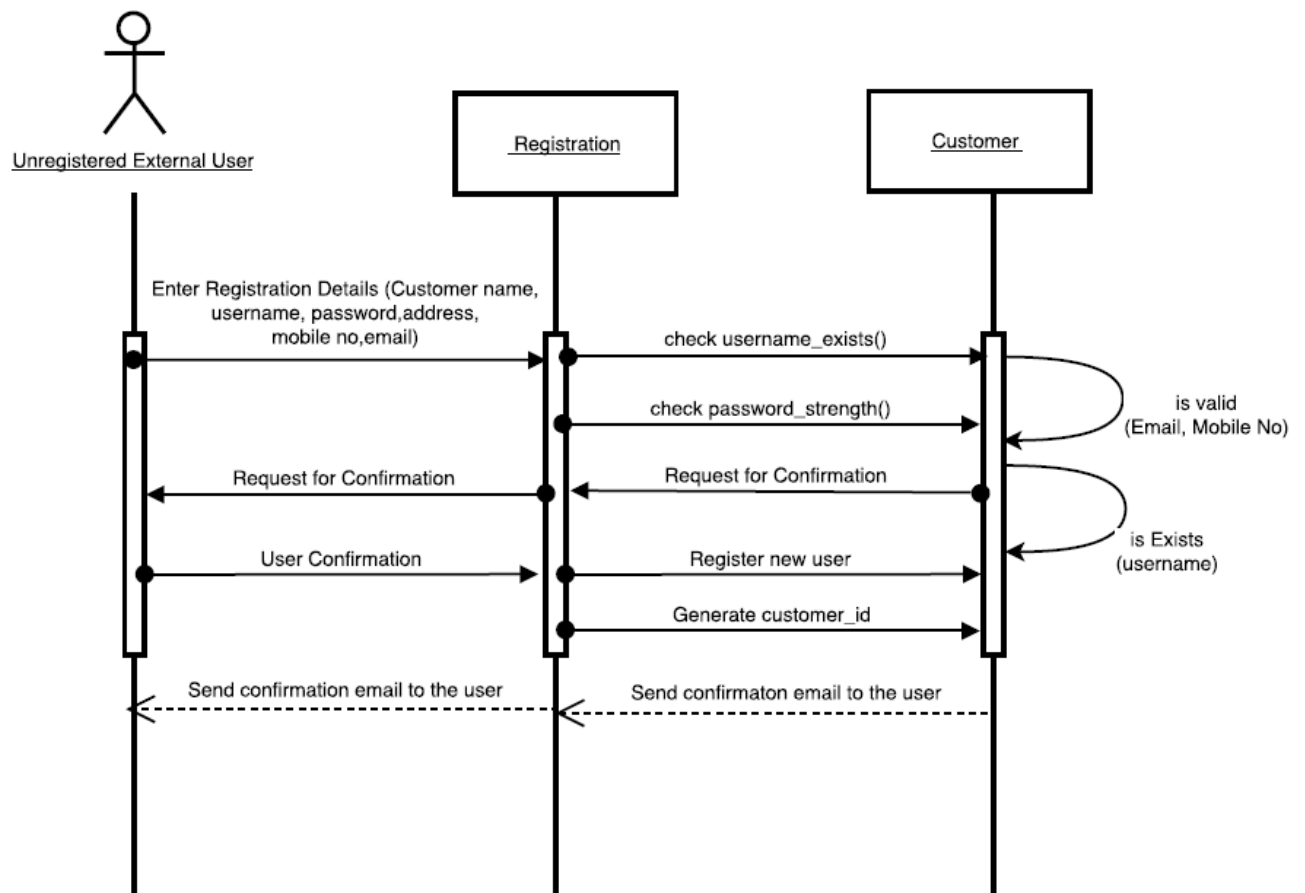 Unregistered External User
Registration
Customer
Enter Registration Details (Customer name,
username, password,address,
mobile no,email)
check username_exists()
check password_strength()
is valid
(Email, Mobile No)
Request for Confirmation
Request for Confirmation
is Exists
(username)
User Confirmation
Register new user
Generate customer_id
Send confirmation email to the user
Send confirmaton email to the user